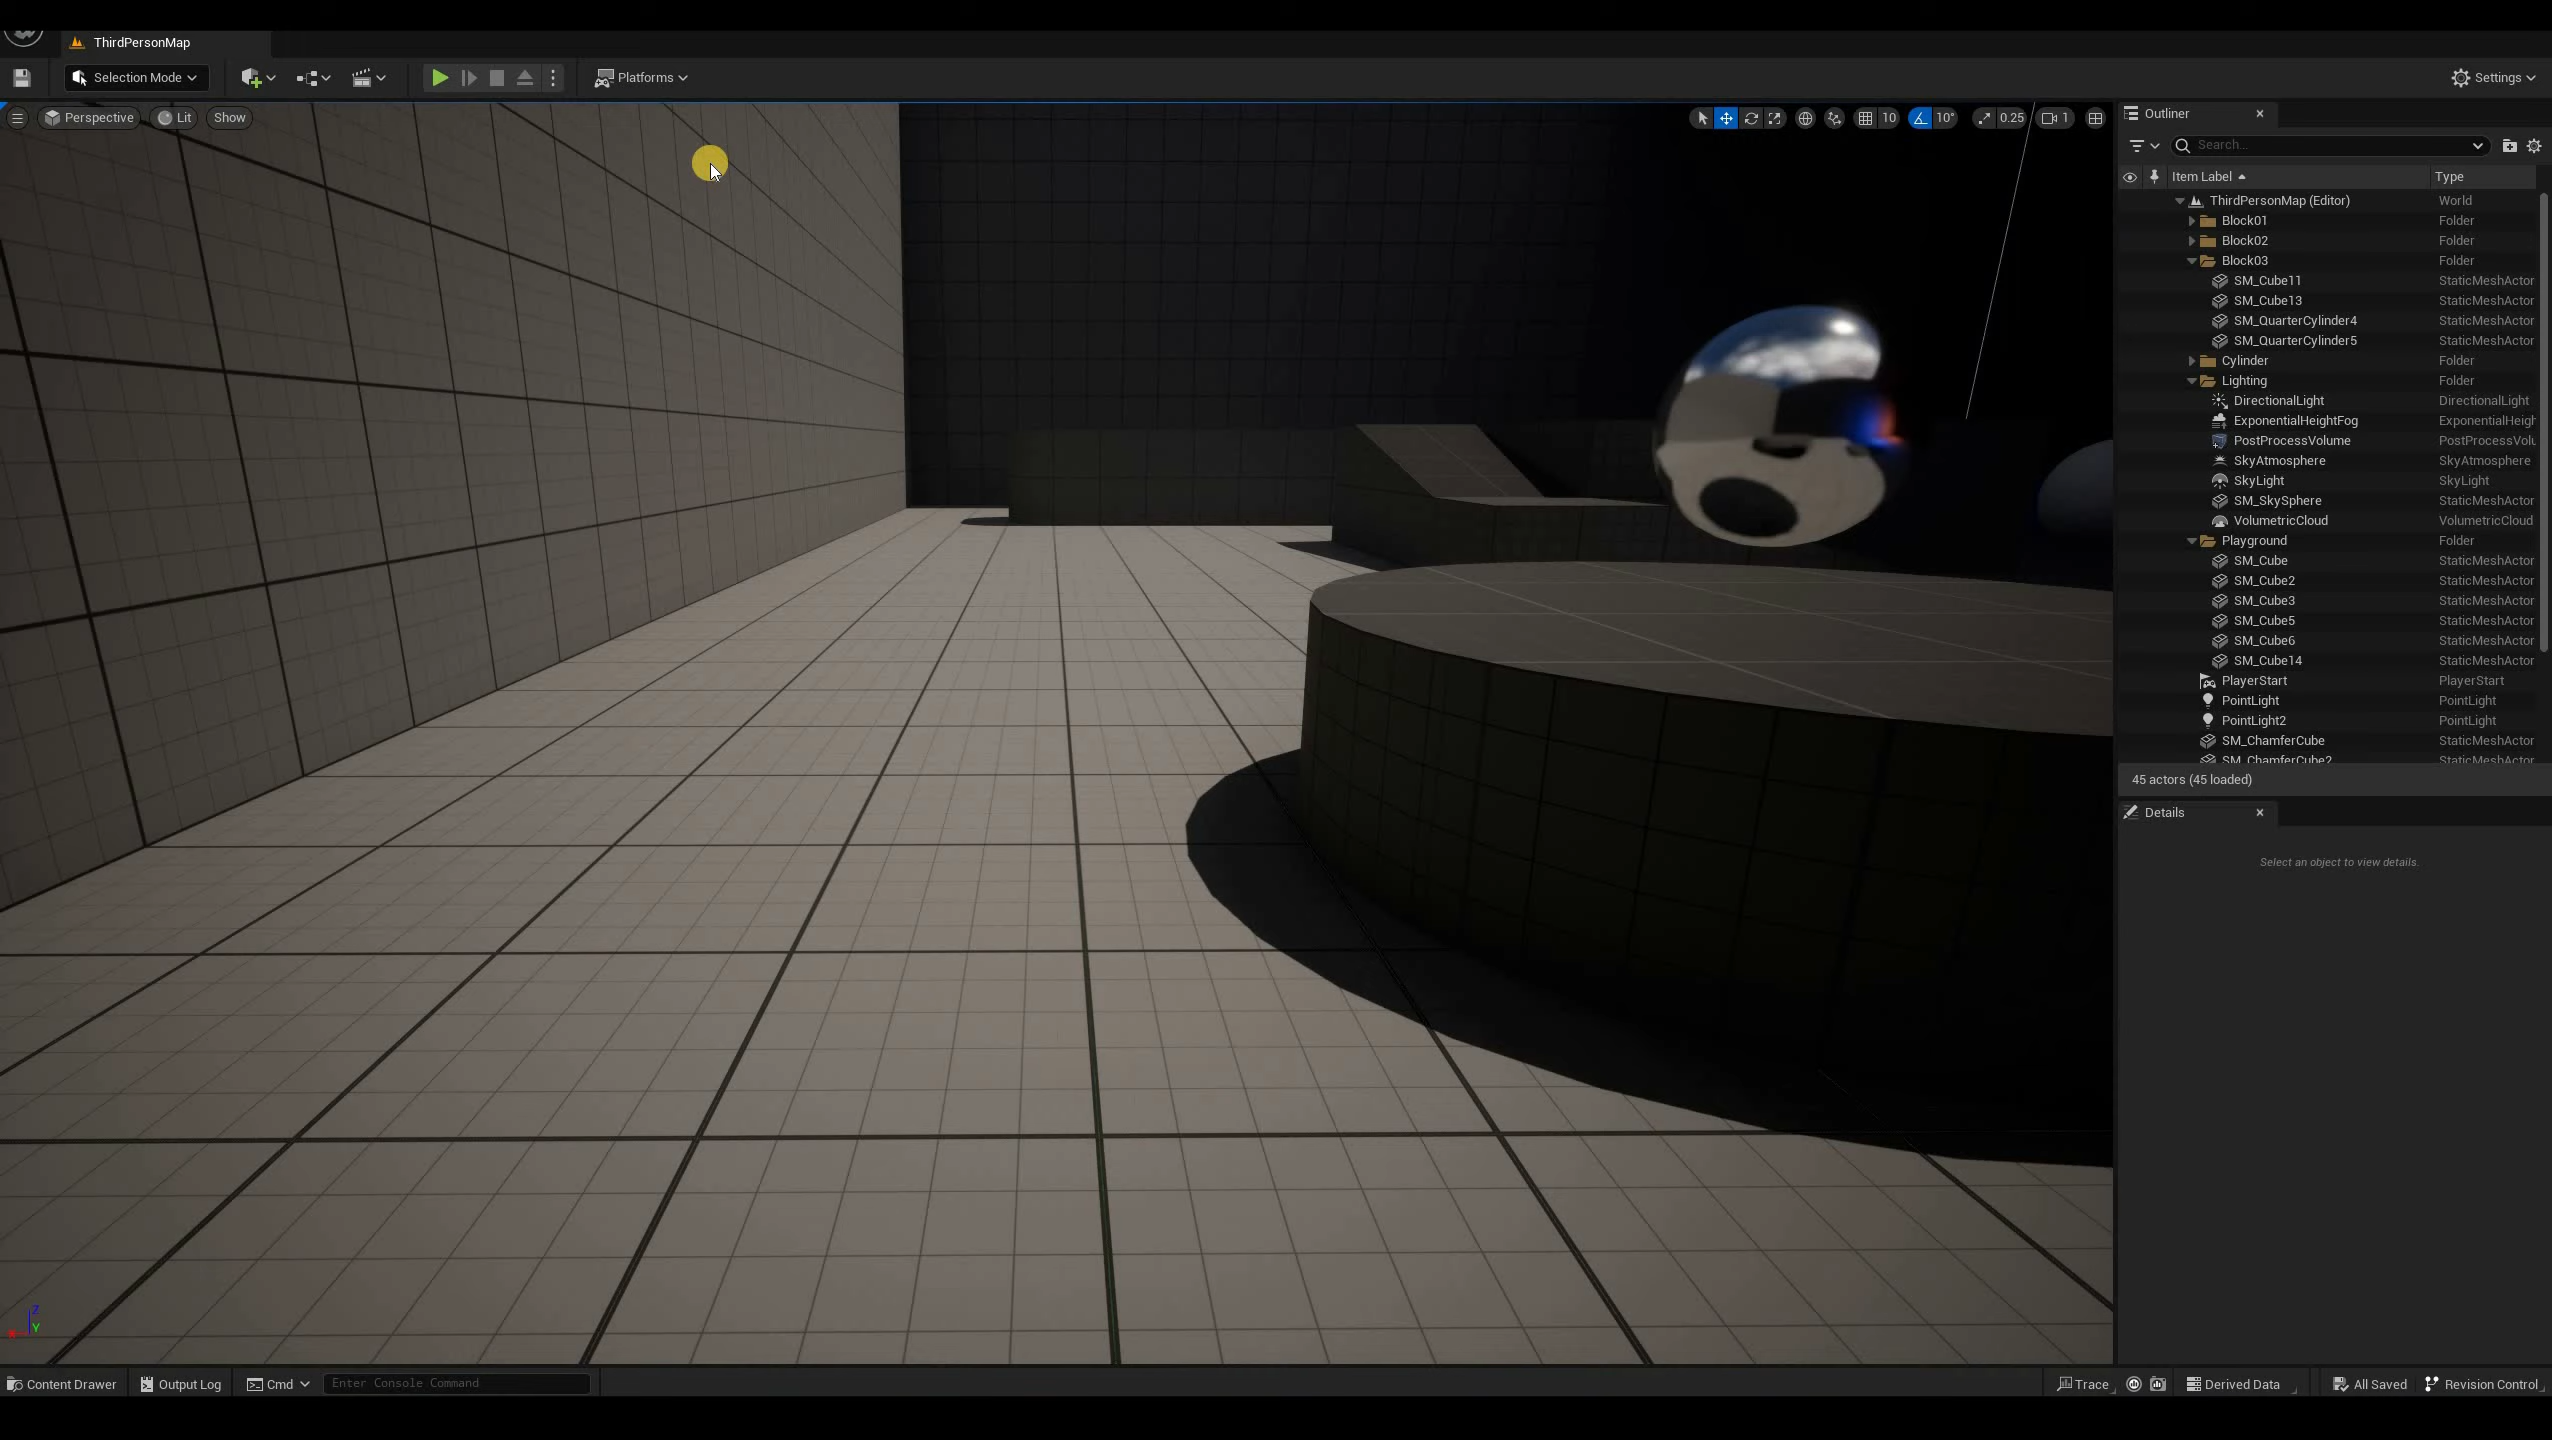 ThirdPersonMap
Selection Mode
Platforms
Settings
Perspective
Lit
Show
10
10°
0.25
1
Outliner
Search...
Item Label
Type
ThirdPersonMap (Editor) World
Block01 Folder
Block02 Folder
Block03 Folder
SM_Cube11 StaticMeshActor
SM_Cube13 StaticMeshActor
SM_QuarterCylinder4 StaticMeshActor
SM_QuarterCylinder5 StaticMeshActor
Cylinder Folder
Lighting Folder
DirectionalLight DirectionalLight
ExponentialHeightFog ExponentialHeigh
PostProcessVolume PostProcessVolu
SkyAtmosphere SkyAtmosphere
SkyLight SkyLight
SM_SkySphere StaticMeshActor
VolumetricCloud VolumetricCloud
Playground Folder
SM_Cube StaticMeshActor
SM_Cube2 StaticMeshActor
SM_Cube3 StaticMeshActor
SM_Cube5 StaticMeshActor
SM_Cube6 StaticMeshActor
SM_Cube14 StaticMeshActor
PlayerStart PlayerStart
PointLight PointLight
PointLight2 PointLight
SM_ChamferCube StaticMeshActor
SM_ChamferCube2 StaticMeshActor
45 actors (45 loaded)
Details
Select an object to view details.
Z
Y
Content Drawer
Output Log
Cmd
Enter Console Command
Trace
Derived Data
All Saved
Revision Control